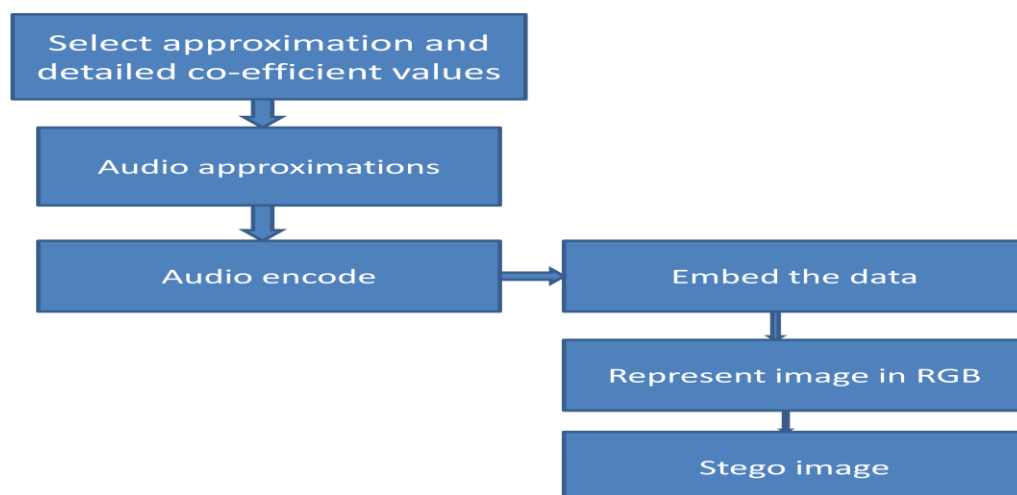 Select approximation and
detailed co-efficient values
Audio approximations
Audio encode
Embed the data
Represent image in RGB
Stego image